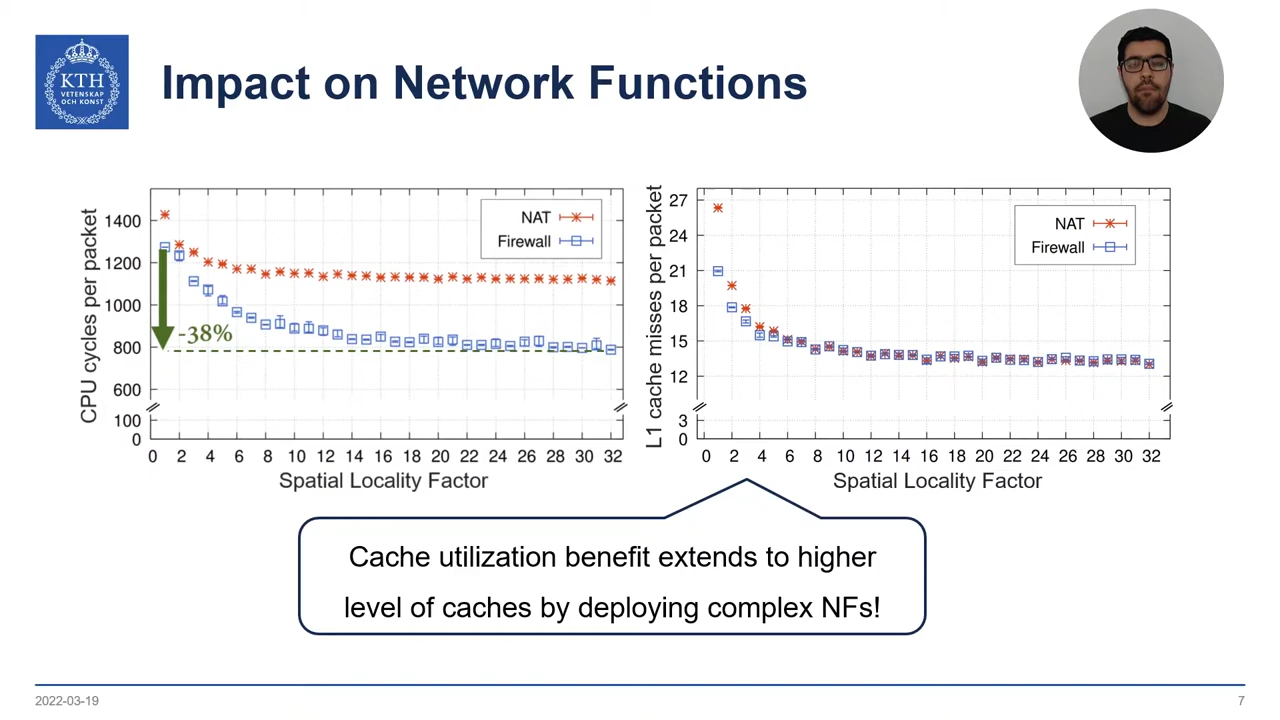 KTH
VETENSKAP
OCH KONST
Impact on Network Functions
CPU cycles per packet
1400
1200
1000
800
600
100
0
NAT
Firewall
-38%
0 2 4 6 8 10 12 14 16 18 20 22 24 26 28 30 32
Spatial Locality Factor
L1 cache misses per packet
27
24
21
18
15
12
3
0
NAT
Firewall
0 2 4 6 8 10 12 14 16 18 20 22 24 26 28 30 32
Spatial Locality Factor
Cache utilization benefit extends to higher
level of caches by deploying complex NFs!
2022-03-19
7